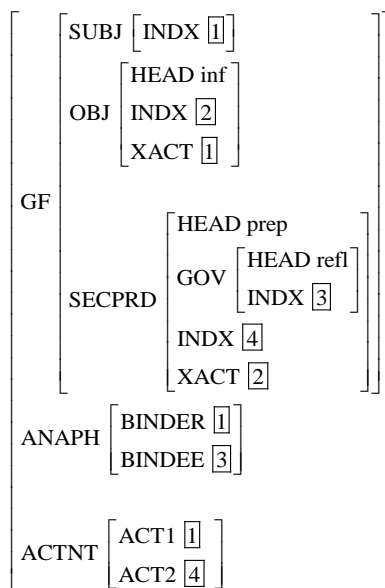 SUBJ [INDX 1]
HEAD inf
OBJ INDX 2
XACT 1
GF
HEAD prep
HEAD refl
GOV
INDX 3
SECPRD
INDX 4
XACT 2
BINDER 1
ANAPH
BINDEE 3
ACT1 1
ACTNT
ACT2 4